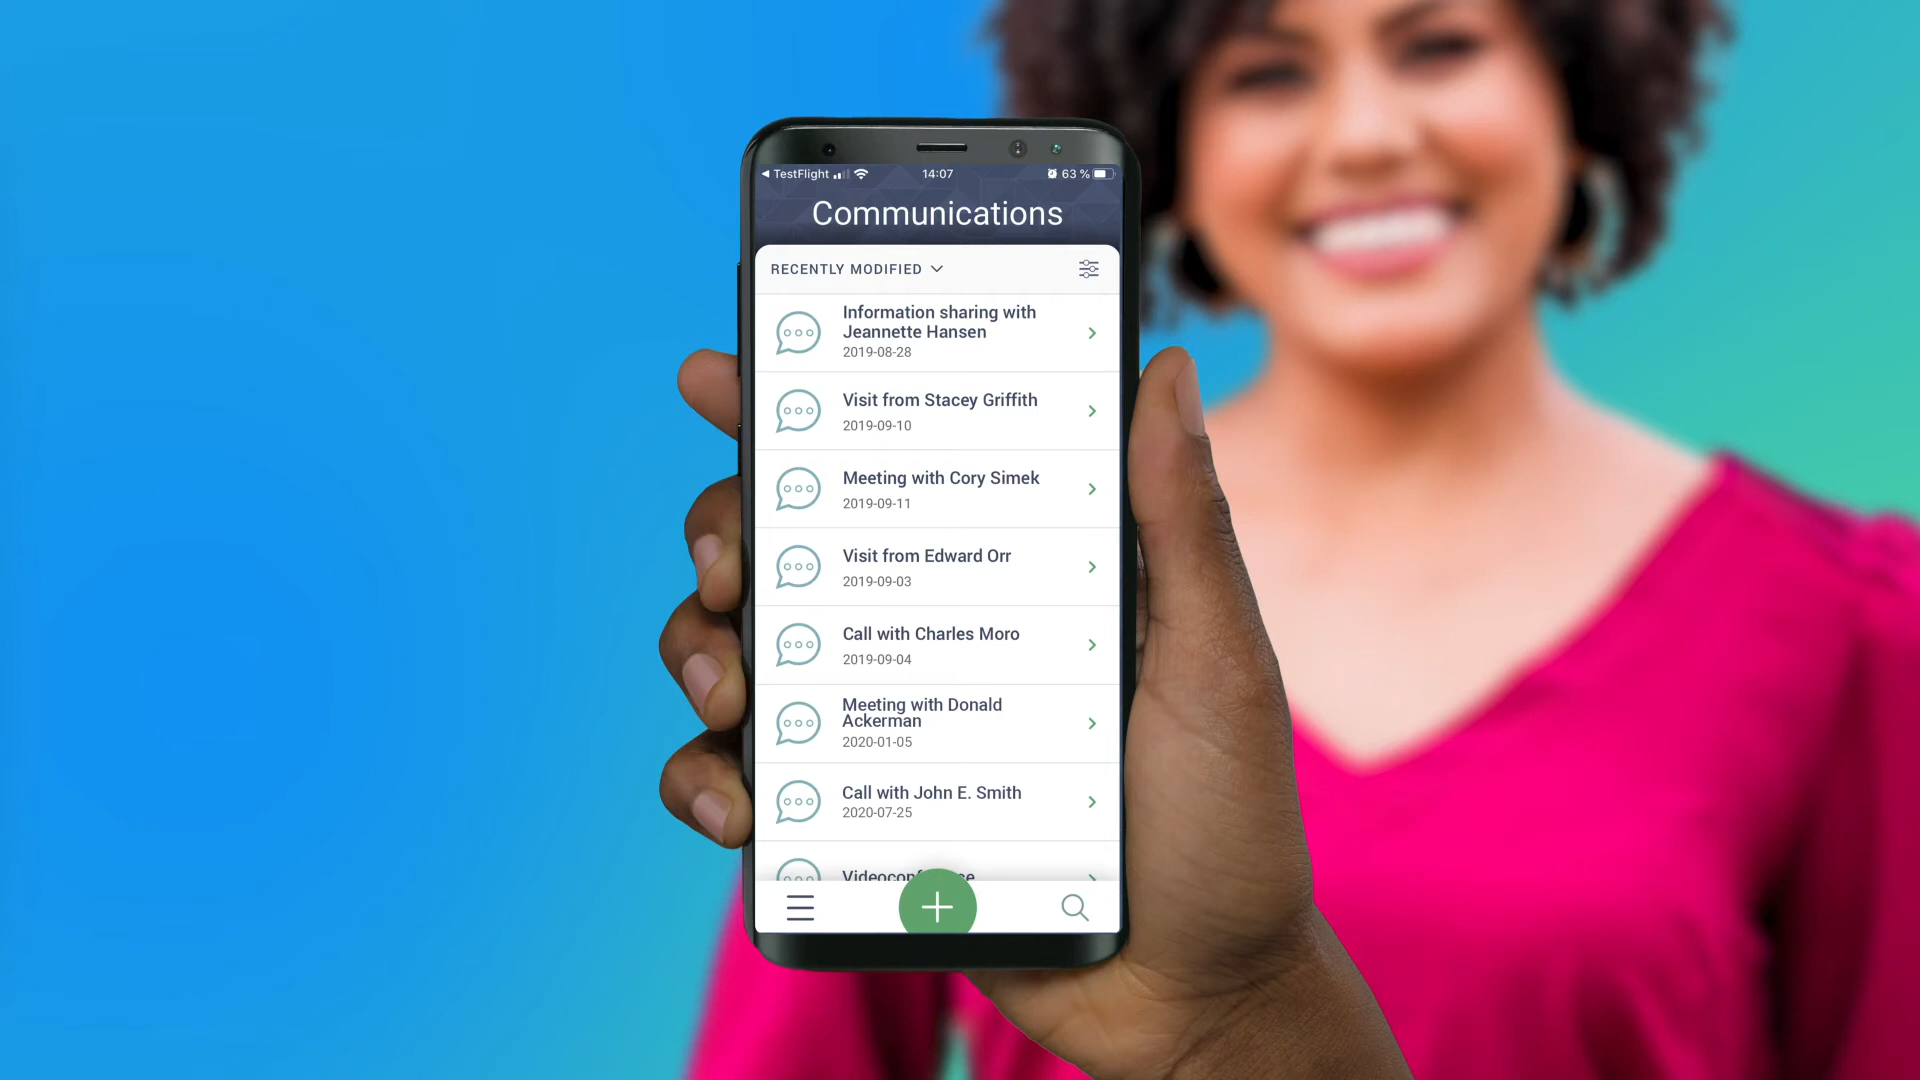 TestFlight
14:07
63 %
Communications
RECENTLY MODIFIED
Information sharing with
Jeannette Hansen
2019-08-28
Visit from Stacey Griffith
2019-09-10
Meeting with Cory Simek
2019-09-11
Visit from Edward Orr
2019-09-03
Call with Charles Moro
2019-09-04
Meeting with Donald
Ackerman
2020-01-05
Call with John E. Smith
2020-07-25